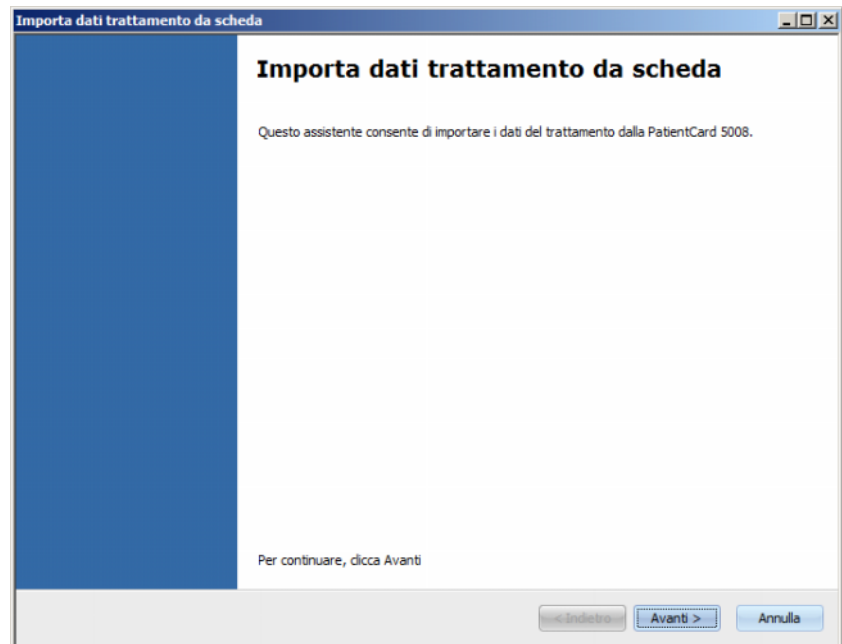 Importa dati trattamento da scheda
Importa dati trattamento da scheda
Questo assistente consente di importare i dati del trattamento dalla PatientCard 5008.
Per continuare, clicca Avanti
< Indietro
Avanti >
Annulla